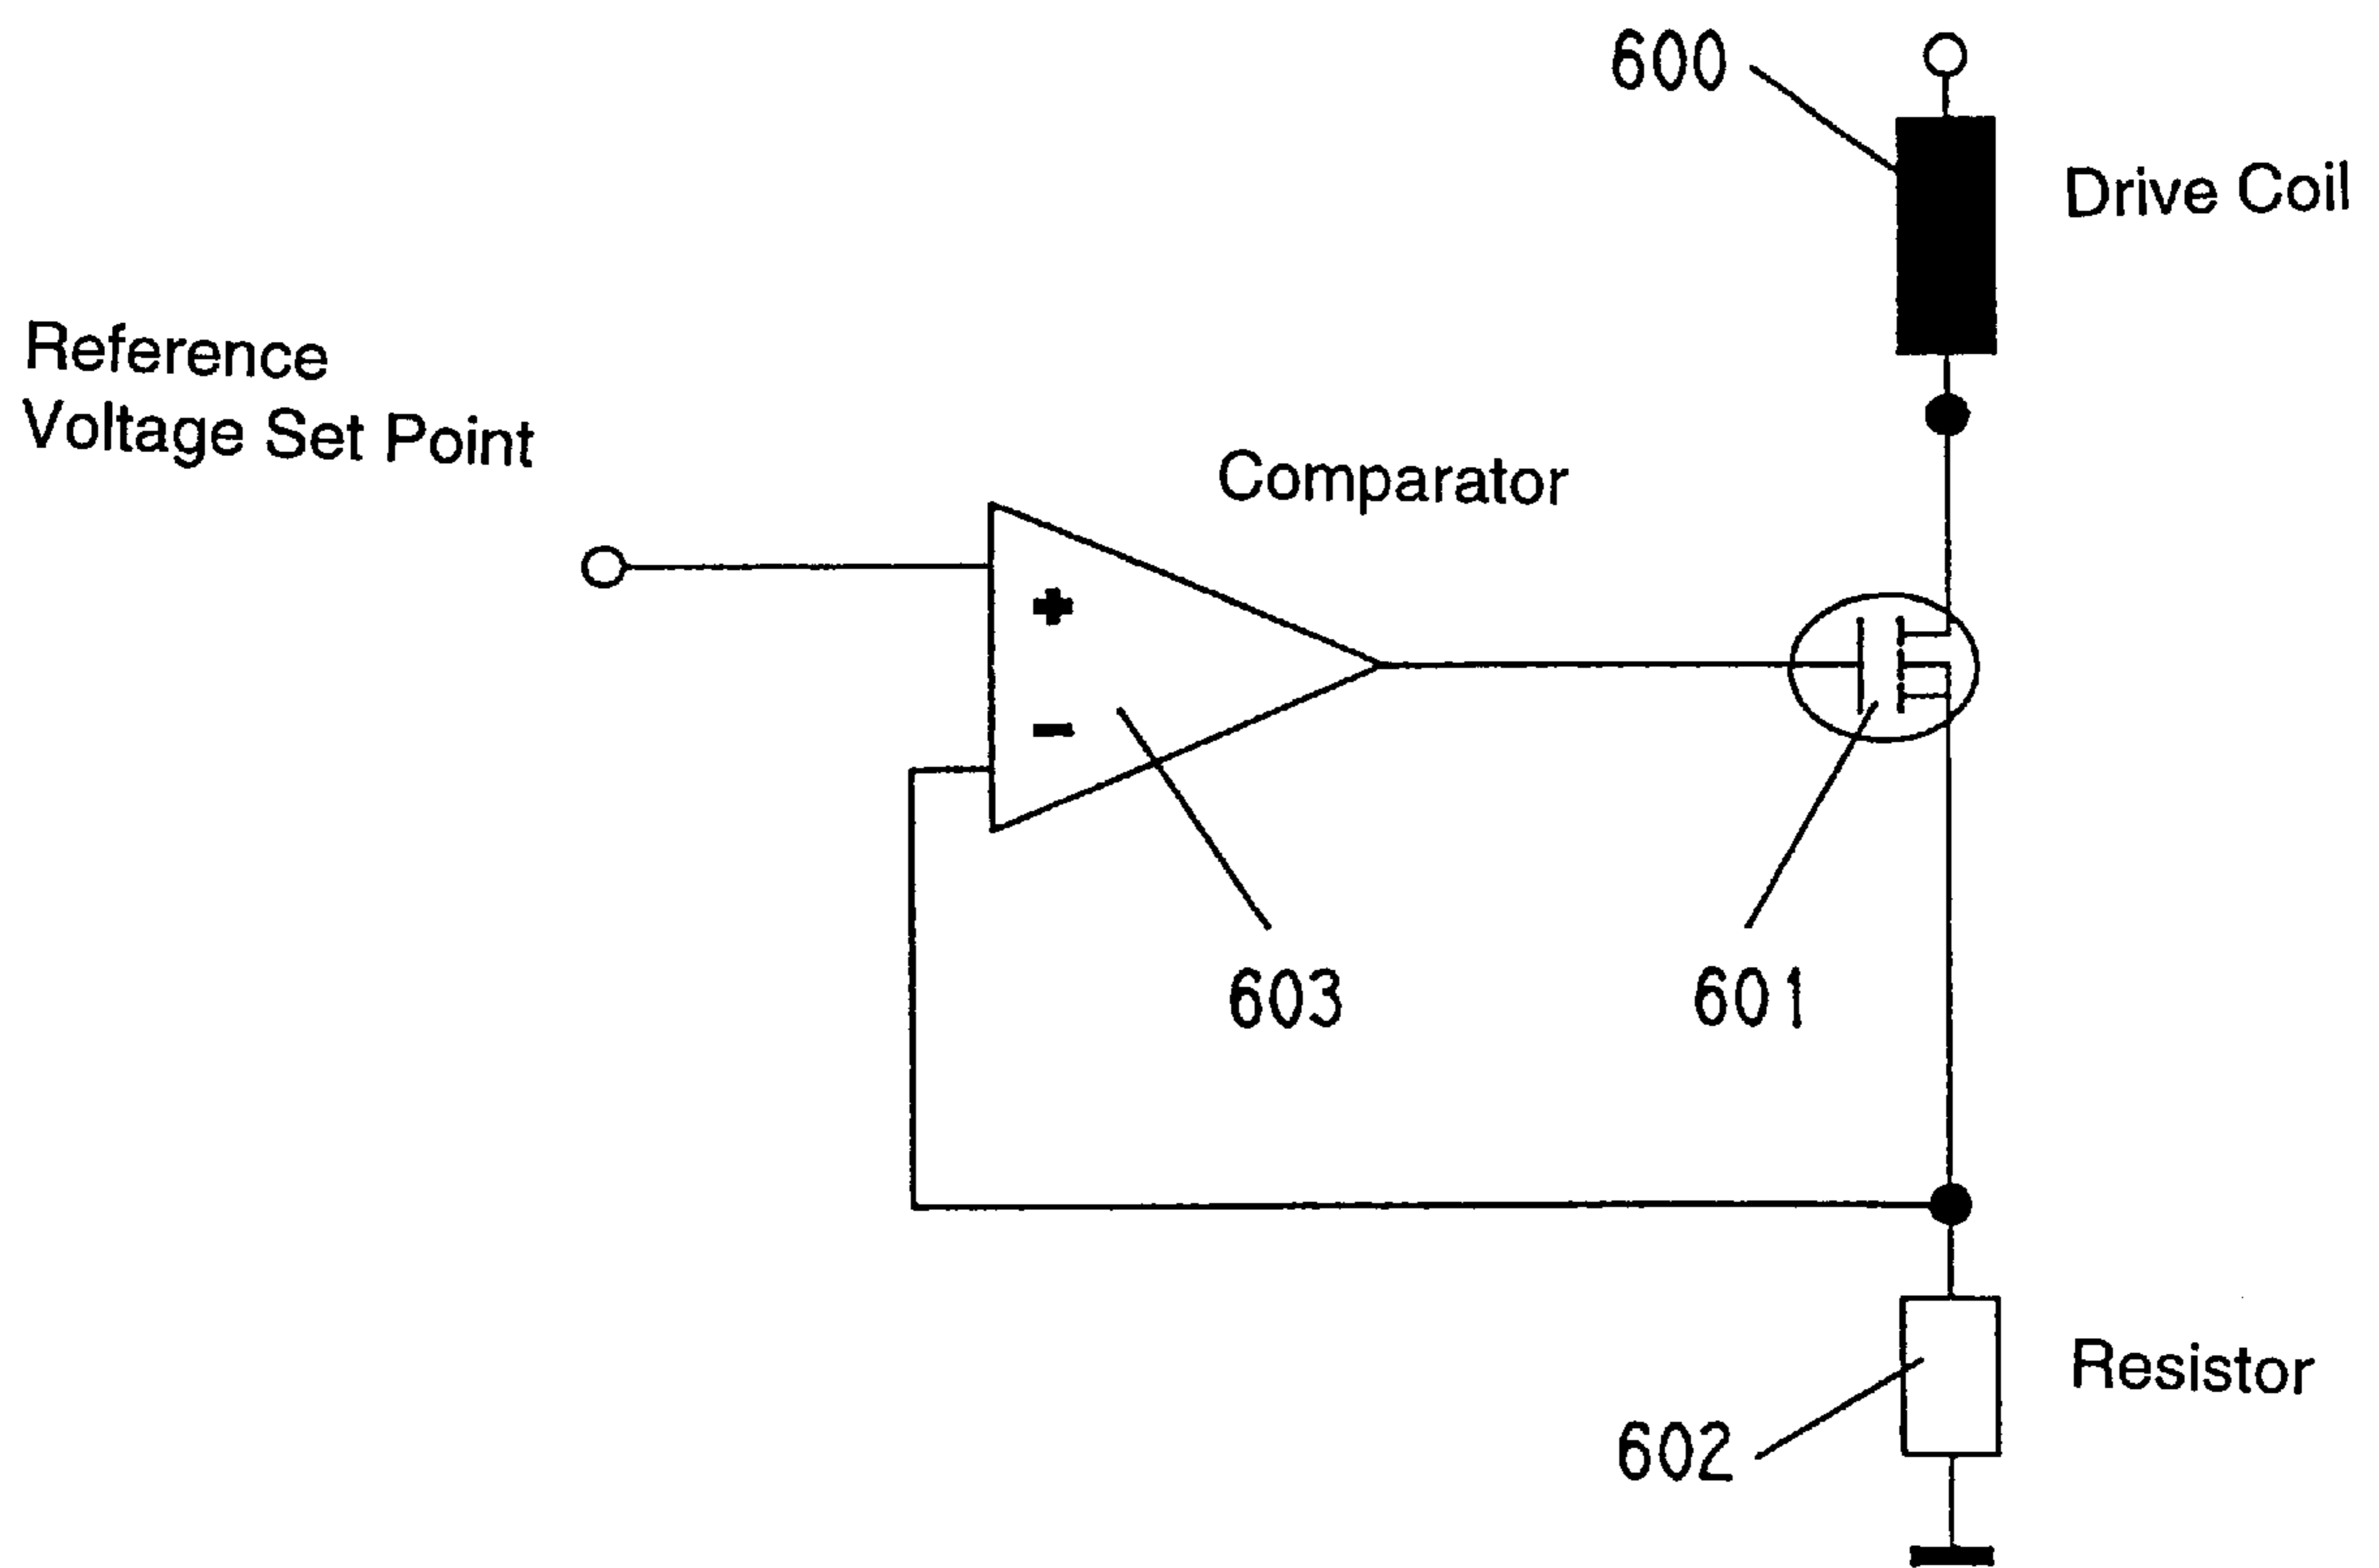 600
Drive Coil
Reference
Voltage Set Point
Comparator
+
-
603
601
Resistor
602